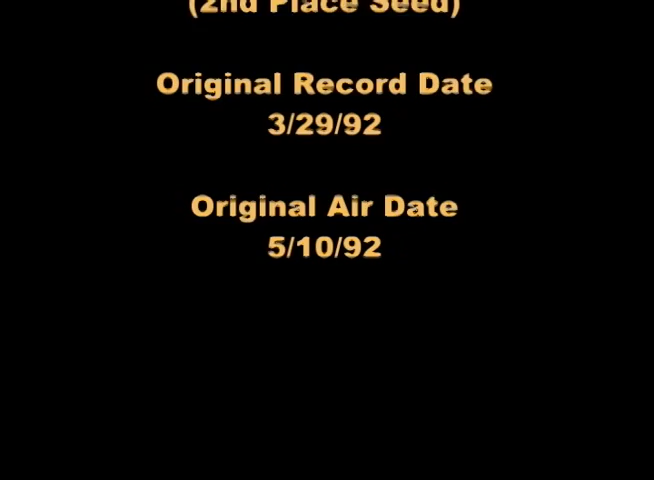 (2nd Place Seed)
Original Record Date
3/29/92
Original Air Date
5/10/92